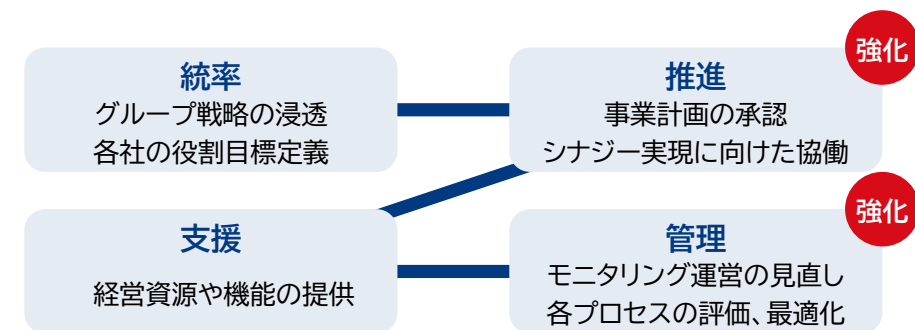 統率
グループ戦略の浸透
各社の役割目標定義
強化
推進
事業計画の承認
シナジー実現に向けた協働
支援
経営資源や機能の提供
強化
管理
モニタリング運営の見直し
各プロセスの評価、最適化